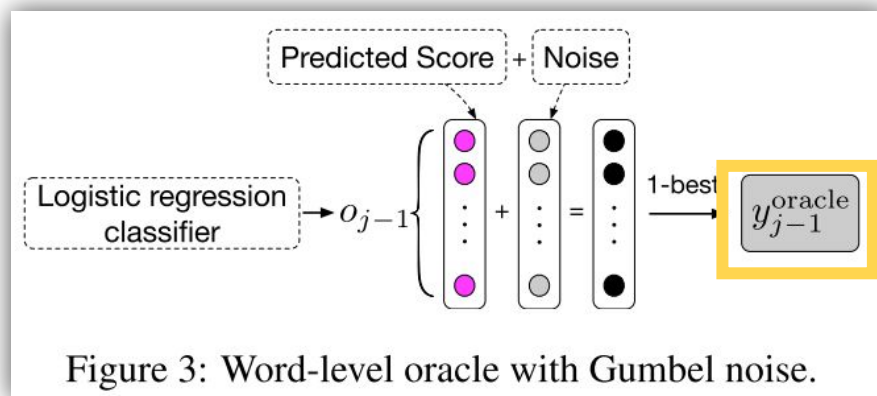 Predicted Score + Noise
Logistic regression
classifier
o_{j-1}
+
=
1-best
y_{j-1}^{oracle}
Figure 3: Word-level oracle with Gumbel noise.